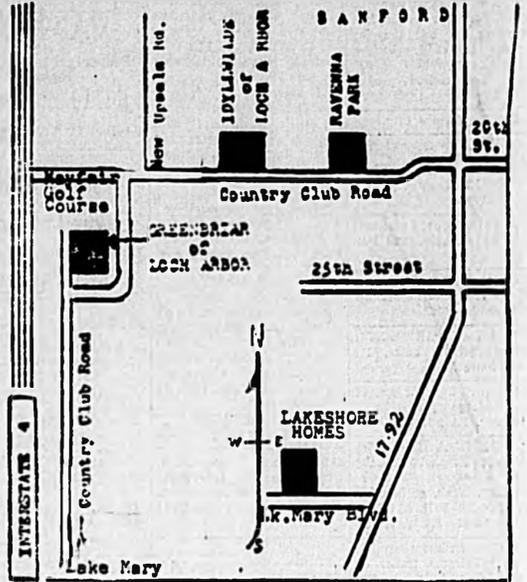 SANFORD
New Upsala Rd.
IDYLLWILDE
of
LOCH ARBOR
RAVENNA
PARK
20th
St.
Mayfair
Golf
Course
Country Club Road
GREENBRIAR
of
LOCH ARBOR
25th Street
N
W
E
S
LAKESHORE
HOMES
17-92
Lk.Mary Blvd.
Country Club Road
INTERSTATE 4
Lake Mary